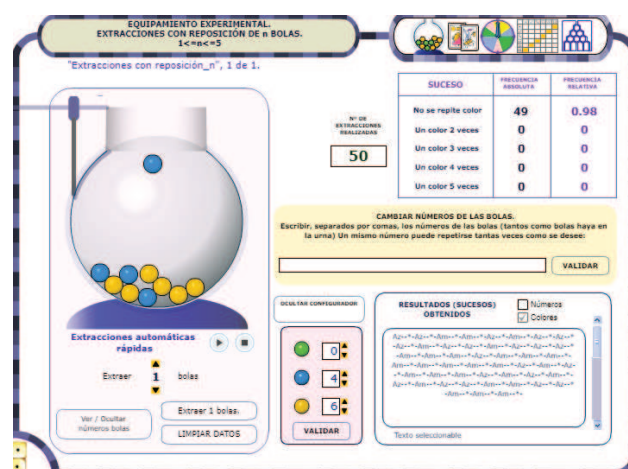 EQUIPAMIENTO EXPERIMENTAL.
EXTRACCIONES CON REPOSICIÓN DE n BOLAS.
1<=n<=5
"Extracciones con reposición_n", 1 de 1.
Nº DE
EXTRACCIONES
REALIZADAS
50
SUCESO
FRECUENCIA
ABSOLUTA
FRECUENCIA
RELATIVA
No se repite color 49 0.98
Un color 2 veces 0 0
Un color 3 veces 0 0
Un color 4 veces 0 0
Un color 5 veces 0 0
CAMBIAR NÚMEROS DE LAS BOLAS.
Escribir, separados por comas, los números de las bolas (tantos como bolas haya en
la urna) Un mismo número puede repetirse tantas veces como se desee:
VALIDAR
Extracciones automáticas
rápidas
Extraer 1 bolas
Ver / Ocultar
números bolas
Extraer 1 bolas.
LIMPIAR DATOS
OCULTAR CONFIGURADOR
0
4
6
VALIDAR
RESULTADOS (SUCESOS)
OBTENIDOS
Números
Colores
Texto seleccionable